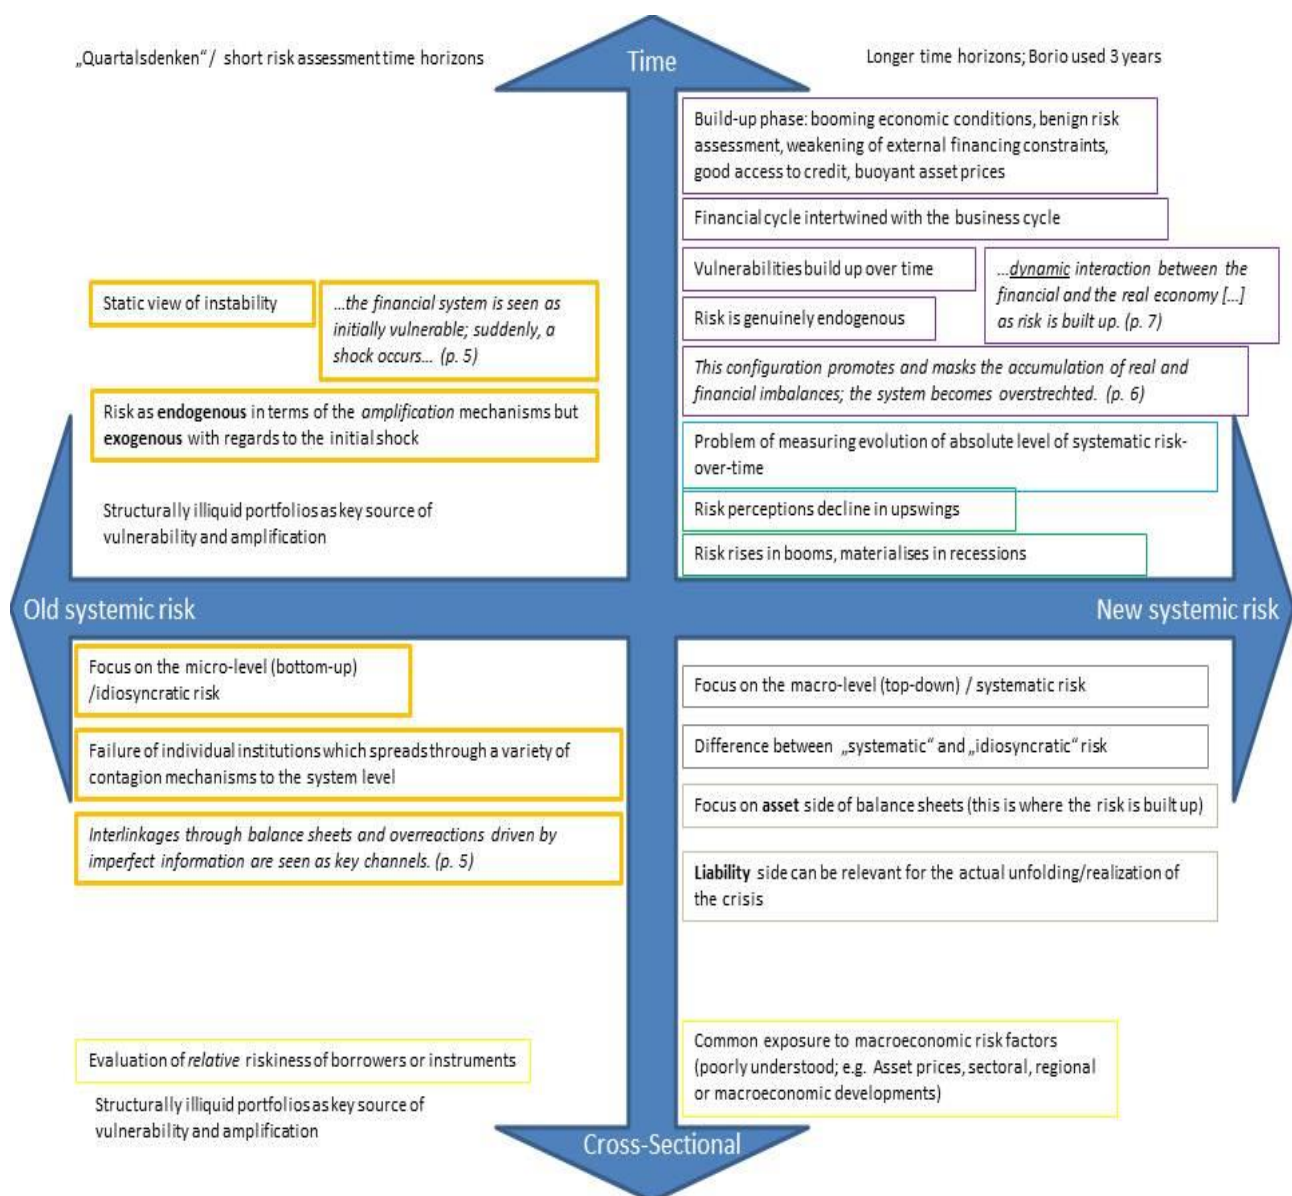 „Quartalsdenken“ / short risk assessment time horizons
Time
Longer time horizons; Borio used 3 years
Build-up phase: booming economic conditions, benign risk
assessment, weakening of external financing constraints,
good access to credit, buoyant asset prices
Financial cycle intertwined with the business cycle
Vulnerabilities build up over time
Risk is genuinely endogenous
...dynamic interaction between the
financial and the real economy [...]
as risk is built up. (p. 7)
Static view of instability
...the financial system is seen as
initially vulnerable; suddenly, a
shock occurs... (p. 5)
This configuration promotes and masks the accumulation of real and
financial imbalances; the system becomes overstrechted. (p. 6)
Risk as endogenous in terms of the amplification mechanisms but
exogenous with regards to the initial shock
Problem of measuring evolution of absolute level of systematic risk-
over-time
Structurally illiquid portfolios as key source of
vulnerability and amplification
Risk perceptions decline in upswings
Risk rises in booms, materialises in recessions
Old systemic risk
New systemic risk
Focus on the micro-level (bottom-up)
/idiosyncratic risk
Failure of individual institutions which spreads through a variety of
contagion mechanisms to the system level
Interlinkages through balance sheets and overreactions driven by
imperfect information are seen as key channels. (p. 5)
Focus on the macro-level (top-down) / systematic risk
Difference between „systematic“ and „idiosyncratic“ risk
Focus on asset side of balance sheets (this is where the risk is built up)
Liability side can be relevant for the actual unfolding/realization of
the crisis
Evaluation of relative riskiness of borrowers or instruments
Structurally illiquid portfolios as key source of
vulnerability and amplification
Common exposure to macroeconomic risk factors
(poorly understood; e.g. Asset prices, sectoral, regional
or macroeconomic developments)
Cross-Sectional